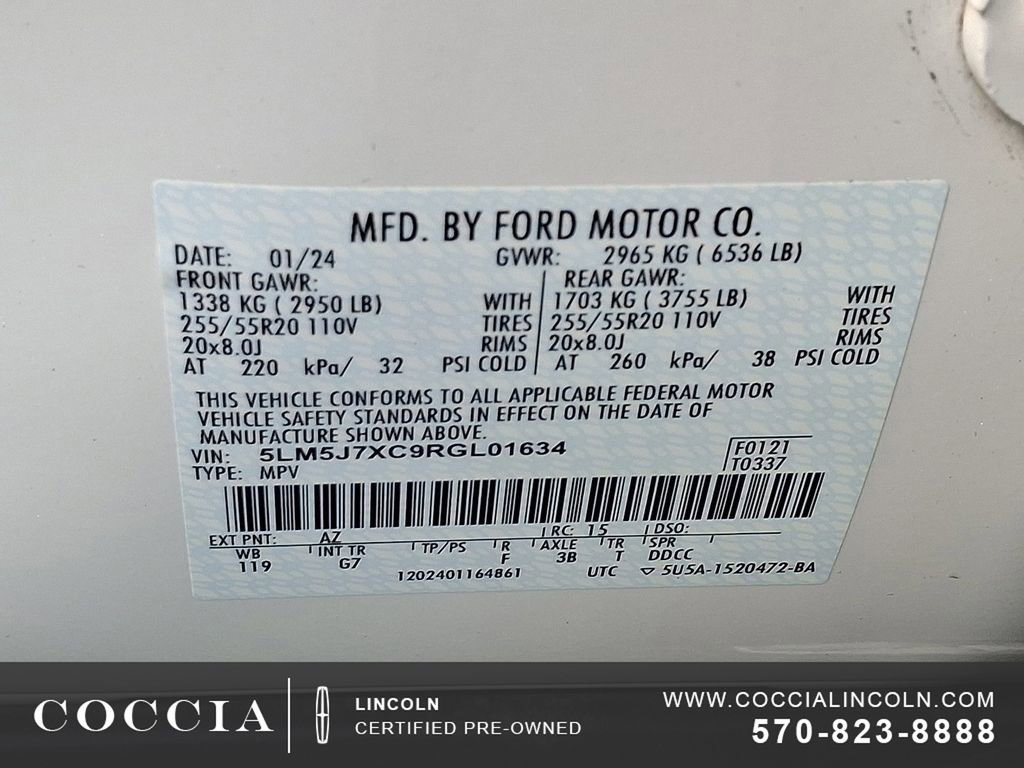 MFD. BY FORD MOTOR CO.
DATE: 01/24 GVWR: 2965 KG ( 6536 LB)
FRONT GAWR: REAR GAWR:
1338 KG ( 2950 LB) WITH 1703 KG ( 3755 LB) WITH
255/55R20 110V TIRES 255/55R20 110V TIRES
20x8.0J RIMS 20x8.0J RIMS
AT 220 kPa/ 32 PSI COLD AT 260 kPa/ 38 PSI COLD
THIS VEHICLE CONFORMS TO ALL APPLICABLE FEDERAL MOTOR
VEHICLE SAFETY STANDARDS IN EFFECT ON THE DATE OF
MANUFACTURE SHOWN ABOVE.
VIN: 5LM5J7XC9RGL01634 F0121
TYPE: MPV T0337
EXT PNT: AZ RC: 15 DSO:
WB INT TR TP/PS R AXLE TR SPR
119 G7 F 3B T DDCC
1202401164861 UTC ▽ 5U5A-1520472-BA
COCCIA LINCOLN
CERTIFIED PRE-OWNED
WWW.COCCIALINCOLN.COM
570-823-8888